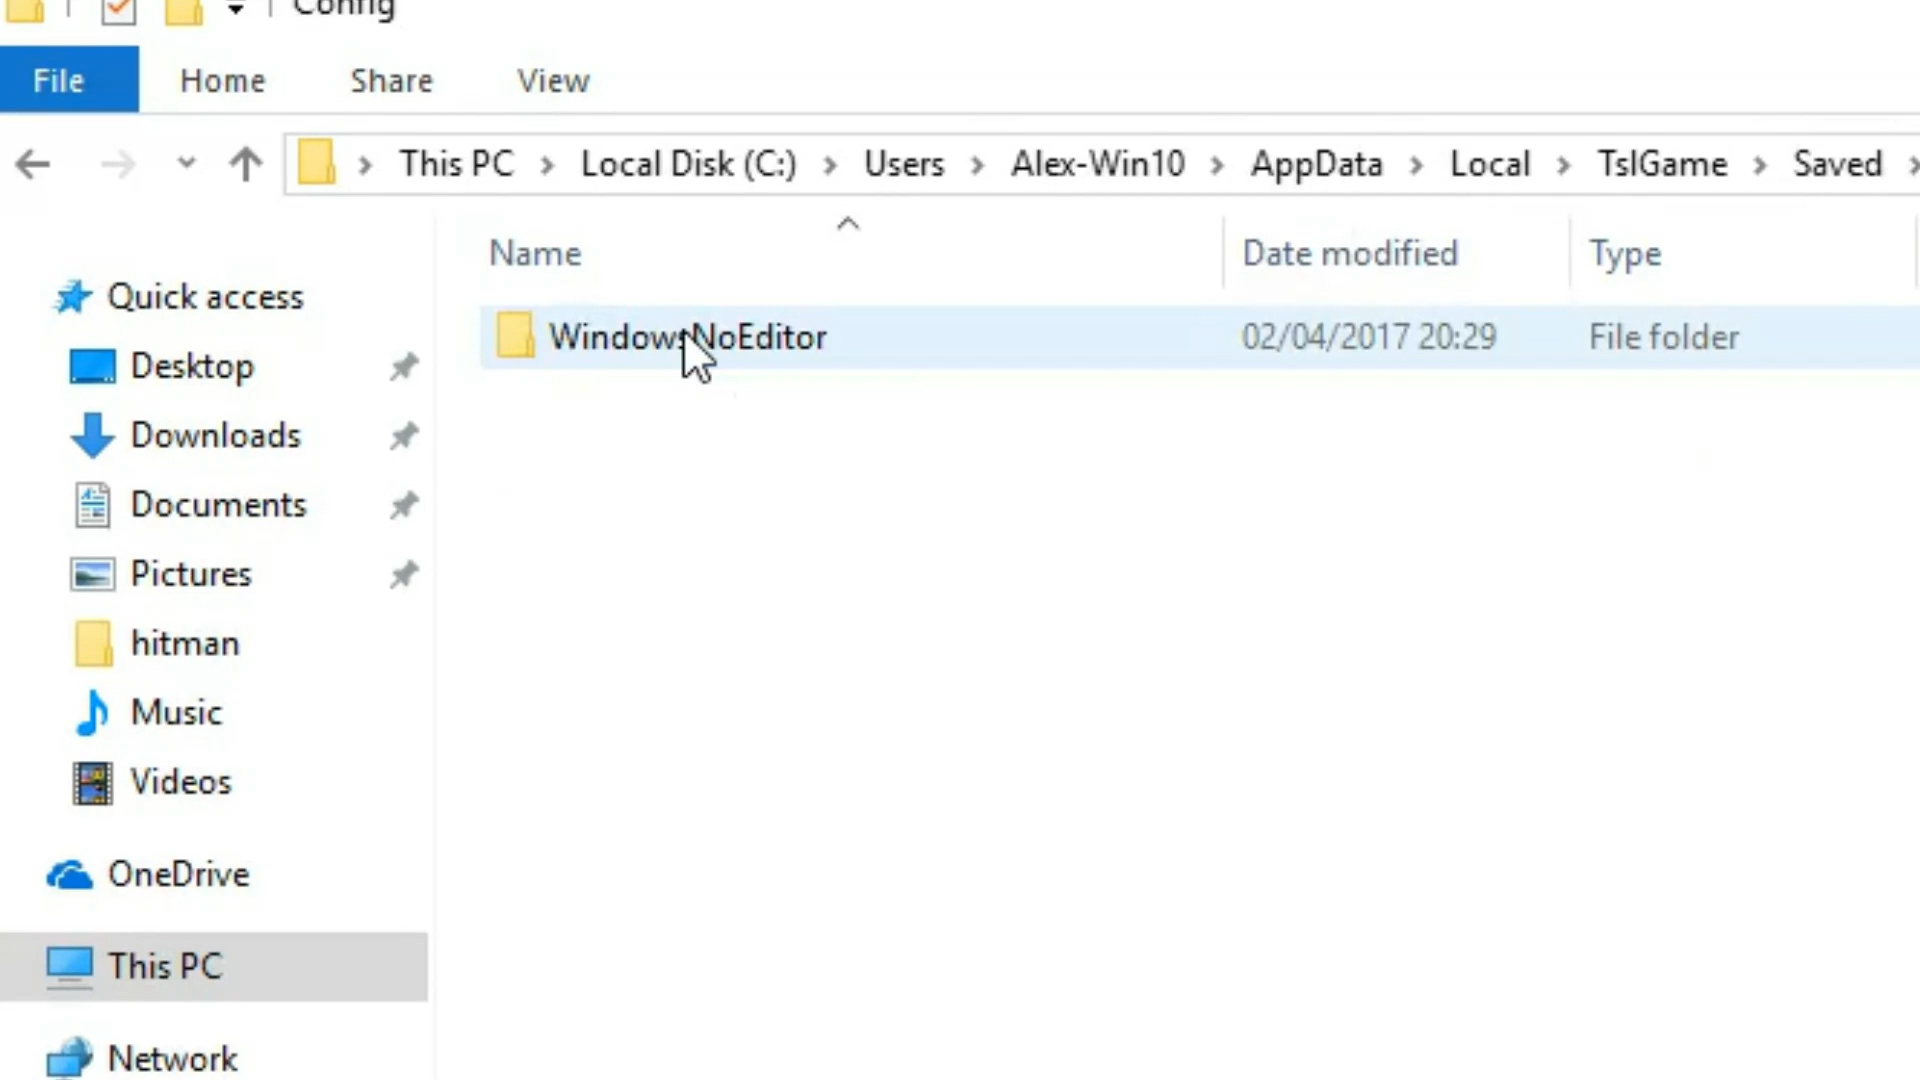 Config
File Home Share View
This PC Local Disk (C:) Users Alex-Win10 AppData Local TslGame Saved
Name Date modified Type
Quick access
WindowsNoEditor 02/04/2017 20:29 File folder
Desktop
Downloads
Documents
Pictures
hitman
Music
Videos
OneDrive
This PC
Network